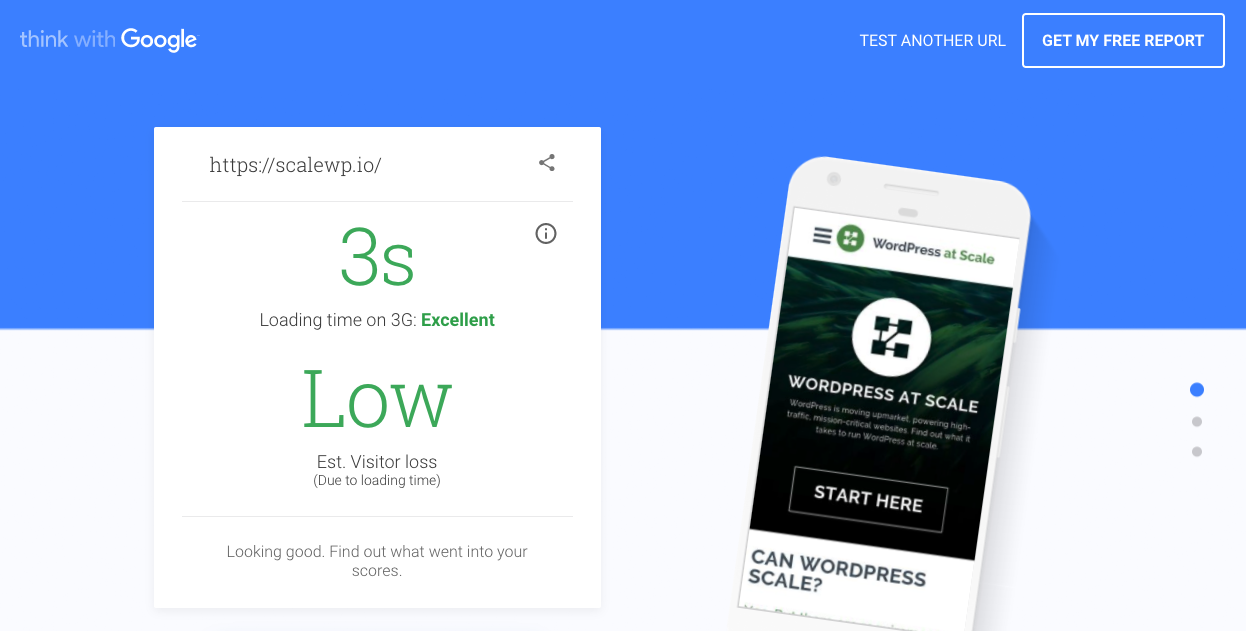 think with Google
TEST ANOTHER URL
GET MY FREE REPORT
https://scalewp.io/
3s
Loading time on 3G: Excellent
Low
Est. Visitor loss
(Due to loading time)
Looking good. Find out what went into your
scores.
WordPress at Scale
WORDPRESS AT SCALE
WordPress is moving upmarket, powering high-
traffic, mission-critical websites. Find out what it
takes to run WordPress at scale.
START HERE
CAN WORDPRESS
SCALE?